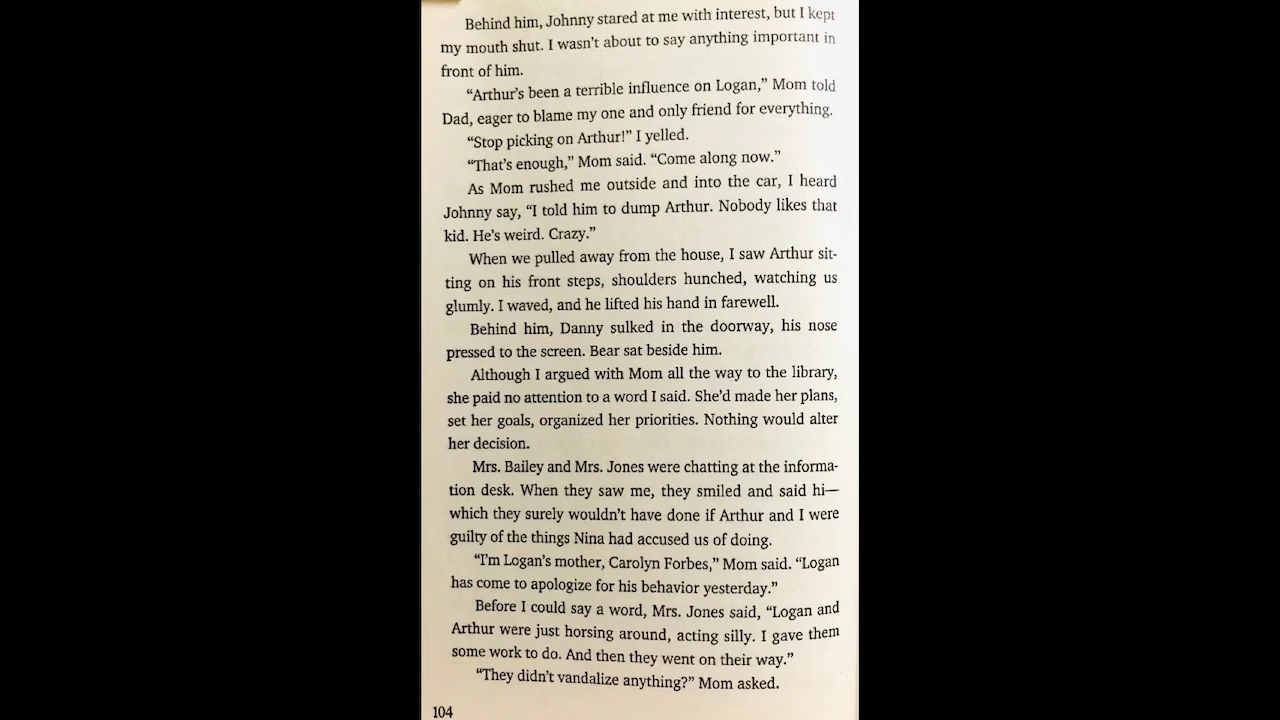 Behind him, Johnny stared at me with interest, but I kept
my mouth shut. I wasn't about to say anything important in
front of him.
“Arthur's been a terrible influence on Logan,” Mom told
Dad, eager to blame my one and only friend for everything.
“Stop picking on Arthur!” I yelled.
“That's enough,” Mom said. “Come along now.”
As Mom rushed me outside and into the car, I heard
Johnny say, “I told him to dump Arthur. Nobody likes that
kid. He's weird. Crazy.”
When we pulled away from the house, I saw Arthur sit-
ting on his front steps, shoulders hunched, watching us
glumly. I waved, and he lifted his hand in farewell.
Behind him, Danny sulked in the doorway, his nose
pressed to the screen. Bear sat beside him.
Although I argued with Mom all the way to the library,
she paid no attention to a word I said. She'd made her plans,
set her goals, organized her priorities. Nothing would alter
her decision.
Mrs. Bailey and Mrs. Jones were chatting at the informa-
tion desk. When they saw me, they smiled and said hi—
which they surely wouldn't have done if Arthur and I were
guilty of the things Nina had accused us of doing.
“I'm Logan's mother, Carolyn Forbes,” Mom said. “Logan
has come to apologize for his behavior yesterday.”
Before I could say a word, Mrs. Jones said, “Logan and
Arthur were just horsing around, acting silly. I gave them
some work to do. And then they went on their way.”
“They didn't vandalize anything?” Mom asked.
104